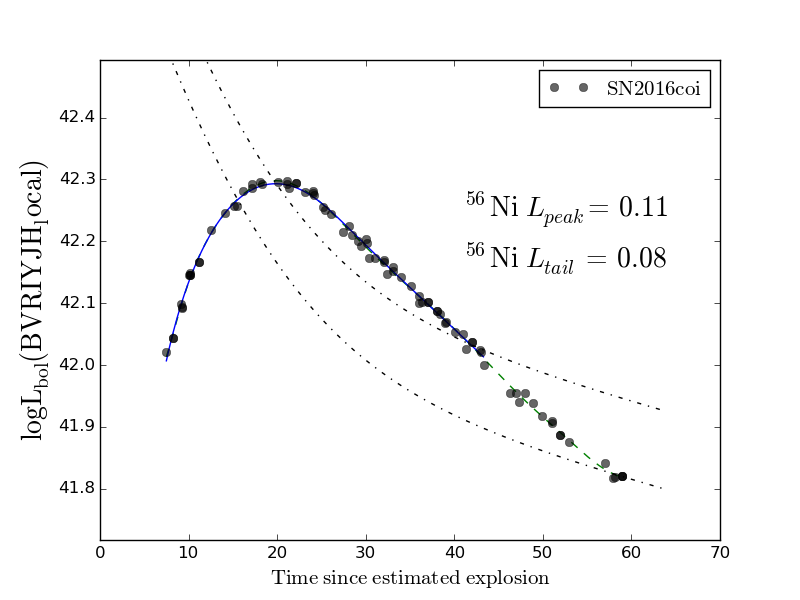 SN2016coi
42.4
42.3
42.2
42.1
42.0
41.9
41.8
logL_bol(BVRIYJH_local)
⁵⁶Ni L_peak = 0.11
⁵⁶Ni L_tail = 0.08
0 10 20 30 40 50 60 70
Time since estimated explosion